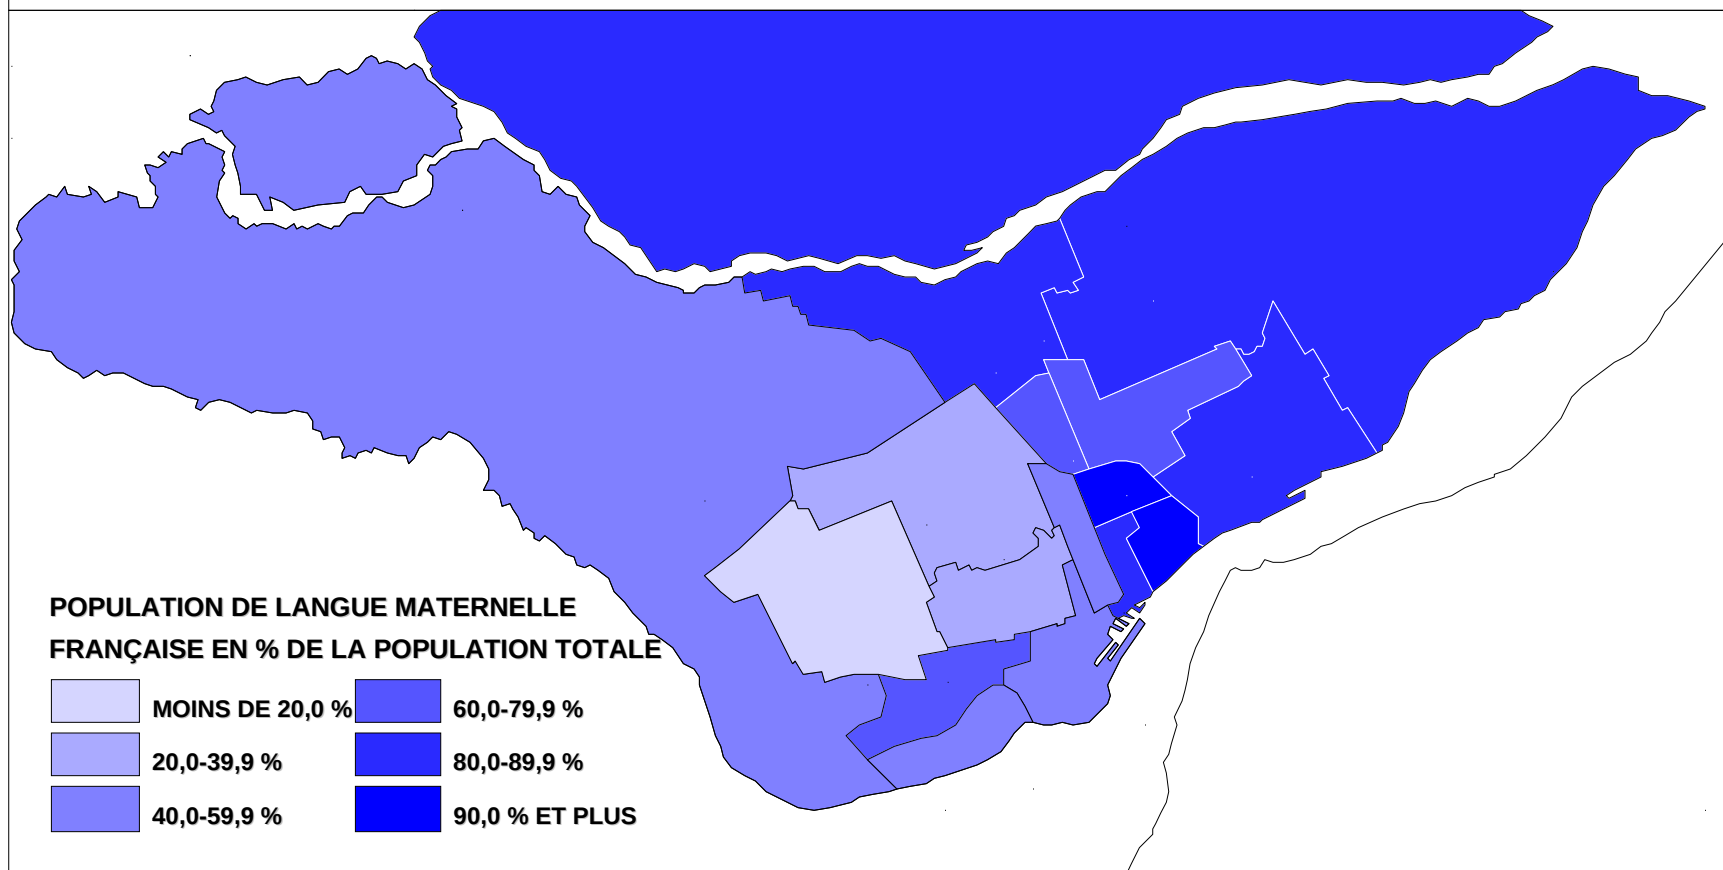 POPULATION DE LANGUE MATERNELLE
FRANÇAISE EN % DE LA POPULATION TOTALE
MOINS DE 20,0 %
20,0-39,9 %
40,0-59,9 %
60,0-79,9 %
80,0-89,9 %
90,0 % ET PLUS